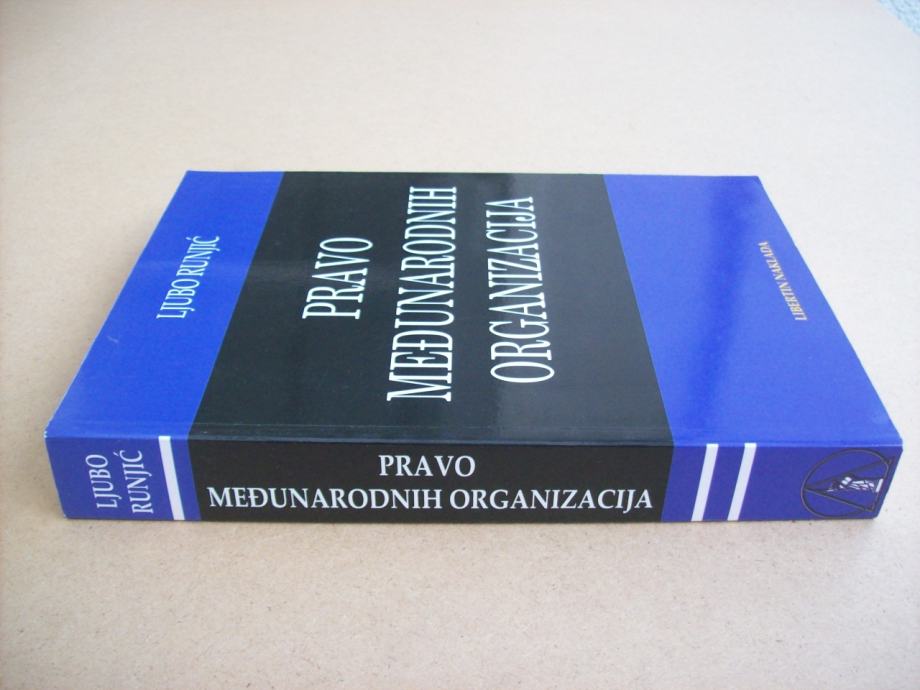 LJUBO RUNJIĆ
PRAVO
MEĐUNARODNIH
ORGANIZACIJA
LIBERTIN NAKLADA
LJUBO
RUNJIĆ
PRAVO
MEĐUNARODNIH ORGANIZACIJA